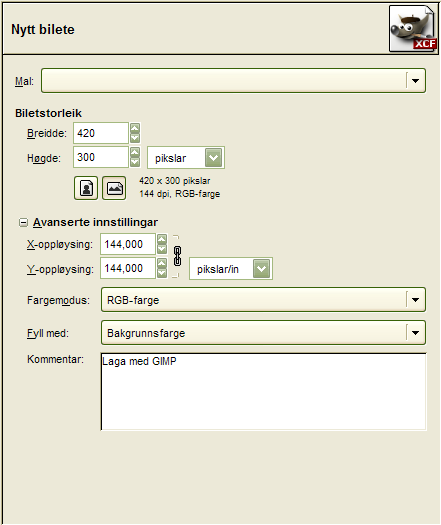 Nytt bilete
XCF
Mal:
Biletstorleik
Breidde: 420
Høgde: 300 pikslar
420 x 300 pikslar
144 dpi, RGB-farge
Avanserte innstillingar
X-oppløysing: 144,000
Y-oppløysing: 144,000 pikslar/in
Fargemodus: RGB-farge
Fyll med: Bakgrunnsfarge
Kommentar: Laga med GIMP